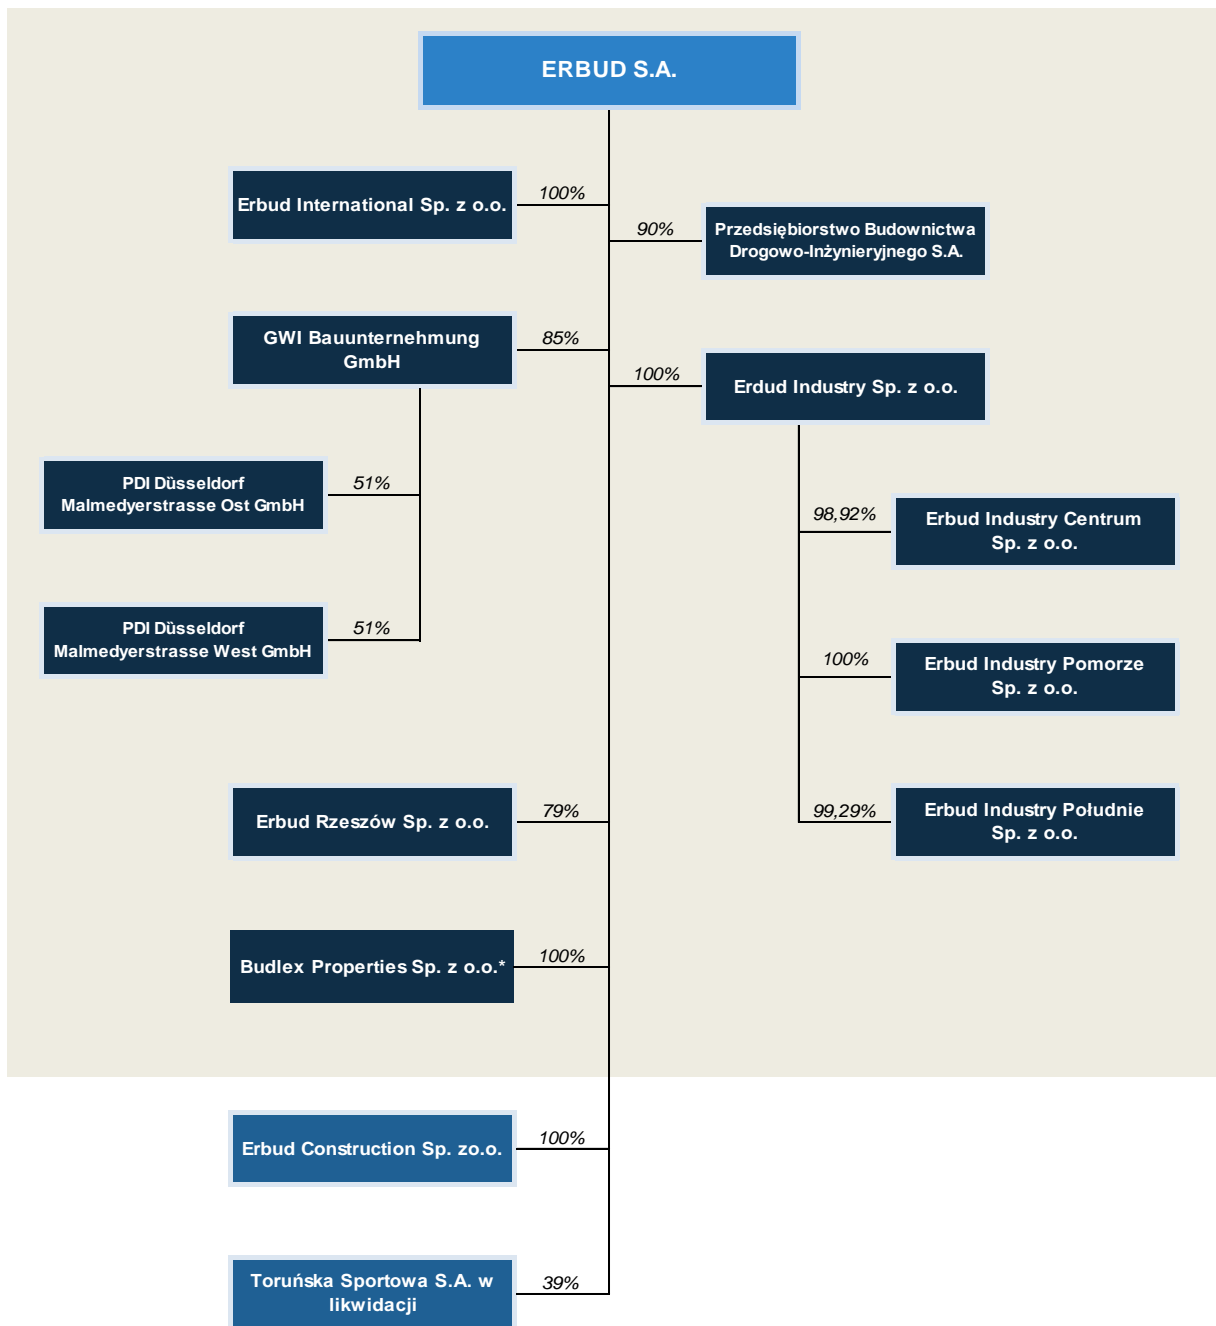 ERBUD S.A.
Erbud International Sp. z o.o.
100%
90%
Przedsiębiorstwo Budownictwa
Drogowo-Inżynieryjnego S.A.
GWI Bauunternehmung
GmbH
85%
100%
Erdud Industry Sp. z o.o.
PDI Dùsseldorf
Malmedyerstrasse Ost GmbH
51%
98,92%
Erbud Industry Centrum
Sp. z o.o.
PDI Dùsseldorf
Malmedyerstrasse West GmbH
51%
100%
Erbud Industry Pomorze
Sp. z o.o.
Erbud Rzeszów Sp. z o.o.
79%
99,29%
Erbud Industry Południe
Sp. z o.o.
Budlex Properties Sp. z o.o.*
100%
Erbud Construction Sp. zo.o.
100%
Toruńska Sportowa S.A. w
likwidacji
39%